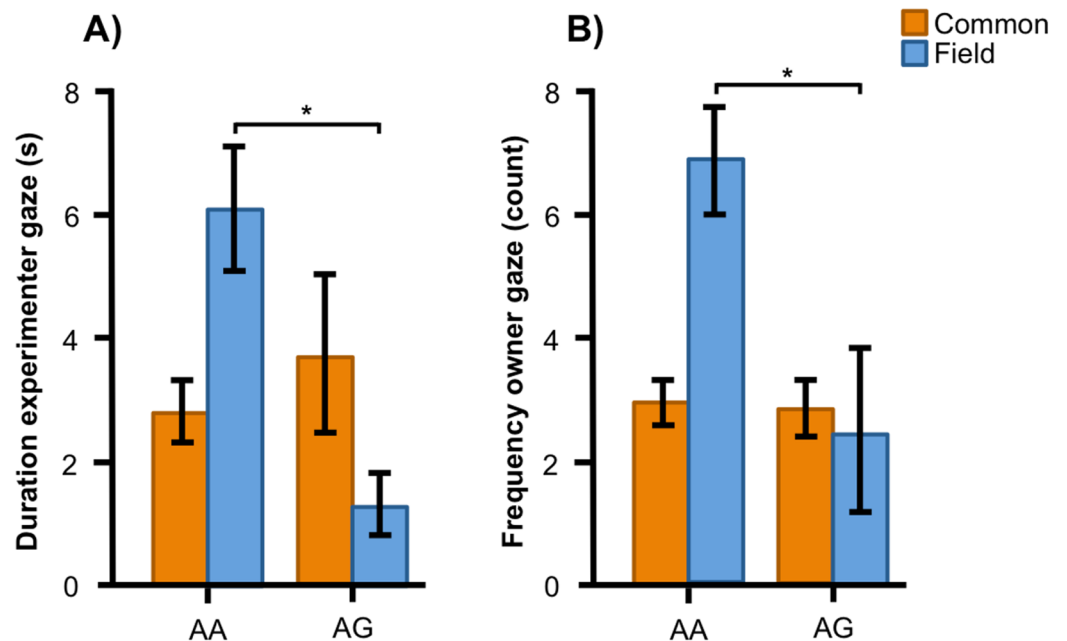 A)
B)
Common
Field
Duration experimenter gaze (s)
8
6
4
2
0
*
AA
AG
Frequency owner gaze (count)
8
6
4
2
0
*
AA
AG